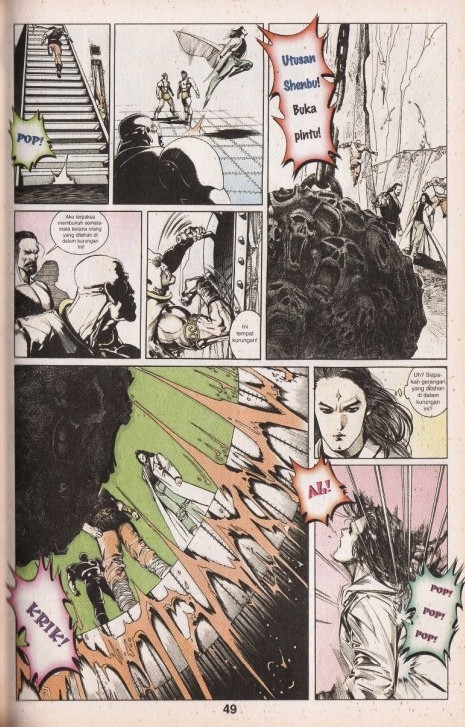 POP!
Utusan
Shenbu!
Buka
pintu!
Aku terpaksa
membunuh semata-
mata kerana orang
yang ditahan di
dalam kurungan
ini!
Ini
tempat
kurungan!
Uh? Siapa-
kah gerangan
yang ditahan
di dalam
kurungan
ini?
KRIK!
AH!
POP!
POP!
POP!
49